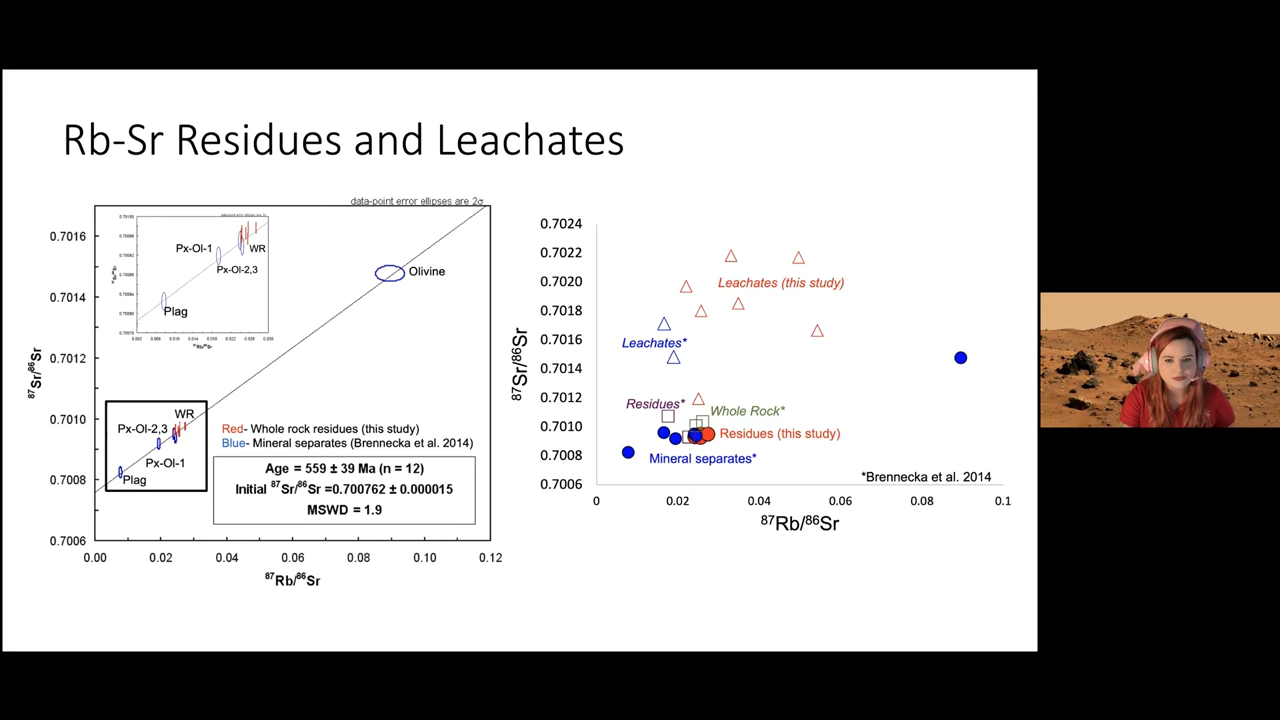 Rb-Sr Residues and Leachates
data-point error ellipses are 2σ
0.7016
0.7014
0.7012
0.7010
0.7008
0.7006
⁸⁷Sr/⁸⁶Sr
Px-Ol-1
WR
Px-Ol-2,3
Plag
Olivine
WR
Px-Ol-2,3
Px-Ol-1
Plag
Red- Whole rock residues (this study)
Blue- Mineral separates (Brennecka et al. 2014)
Age = 559 ± 39 Ma (n = 12)
Initial ⁸⁷Sr/⁸⁶Sr =0.700762 ± 0.000015
MSWD = 1.9
0.00 0.02 0.04 0.06 0.08 0.10 0.12
⁸⁷Rb/⁸⁶Sr
0.7024
0.7022
0.7020
0.7018
0.7016
0.7014
0.7012
0.7010
0.7008
0.7006
⁸⁷Sr/⁸⁶Sr
Leachates (this study)
Leachates*
Residues*
Whole Rock*
Residues (this study)
Mineral separates*
*Brennecka et al. 2014
0 0.02 0.04 0.06 0.08 0.1
⁸⁷Rb/⁸⁶Sr